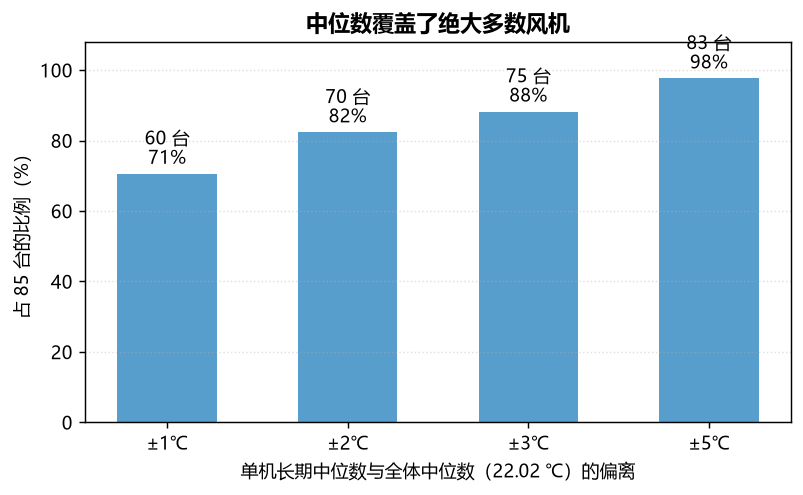 中位数覆盖了绝大多数风机
83 台
98%
75 台
88%
70 台
82%
60 台
71%
100
80
60
40
20
0
占 85 台的比例（%）
±1℃
±2℃
±3℃
±5℃
单机长期中位数与全体中位数（22.02 ℃）的偏离